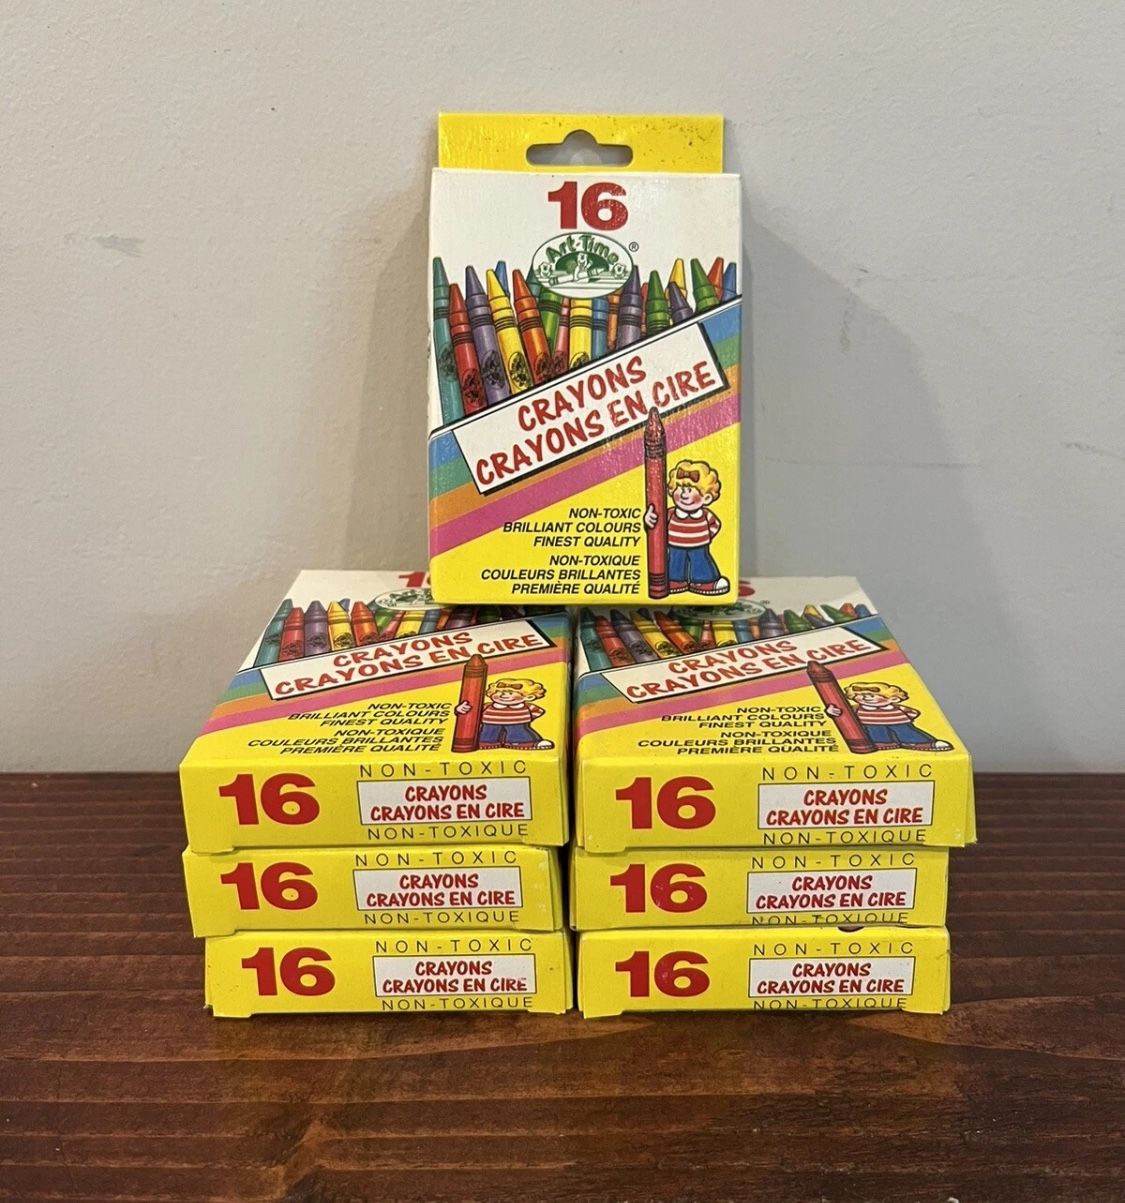 16
Art-Time ®
CRAYONS
CRAYONS EN CIRE
NON-TOXIC
BRILLIANT COLOURS
FINEST QUALITY
NON-TOXIQUE
COULEURS BRILLANTES
PREMIÈRE QUALITÉ
CRAYONS
CRAYONS EN CIRE
NON-TOXIC
BRILLIANT COLOURS
FINEST QUALITY
NON-TOXIQUE
COULEURS BRILLANTES
PREMIÈRE QUALITÉ
CRAYONS
CRAYONS EN CIRE
NON-TOXIC
BRILLIANT COLOURS
FINEST QUALITY
NON-TOXIQUE
COULEURS BRILLANTES
PREMIÈRE QUALITÉ
16
NON-TOXIC
CRAYONS
CRAYONS EN CIRE
NON-TOXIQUE
16
NON-TOXIC
CRAYONS
CRAYONS EN CIRE
NON-TOXIQUE
16
NON-TOXIC
CRAYONS
CRAYONS EN CIRE
NON-TOXIQUE
16
NON-TOXIC
CRAYONS
CRAYONS EN CIRE
NON-TOXIQUE
16
NON-TOXIC
CRAYONS
CRAYONS EN CIRE
NON-TOXIQUE
16
NON-TOXIC
CRAYONS
CRAYONS EN CIRE
NON-TOXIQUE